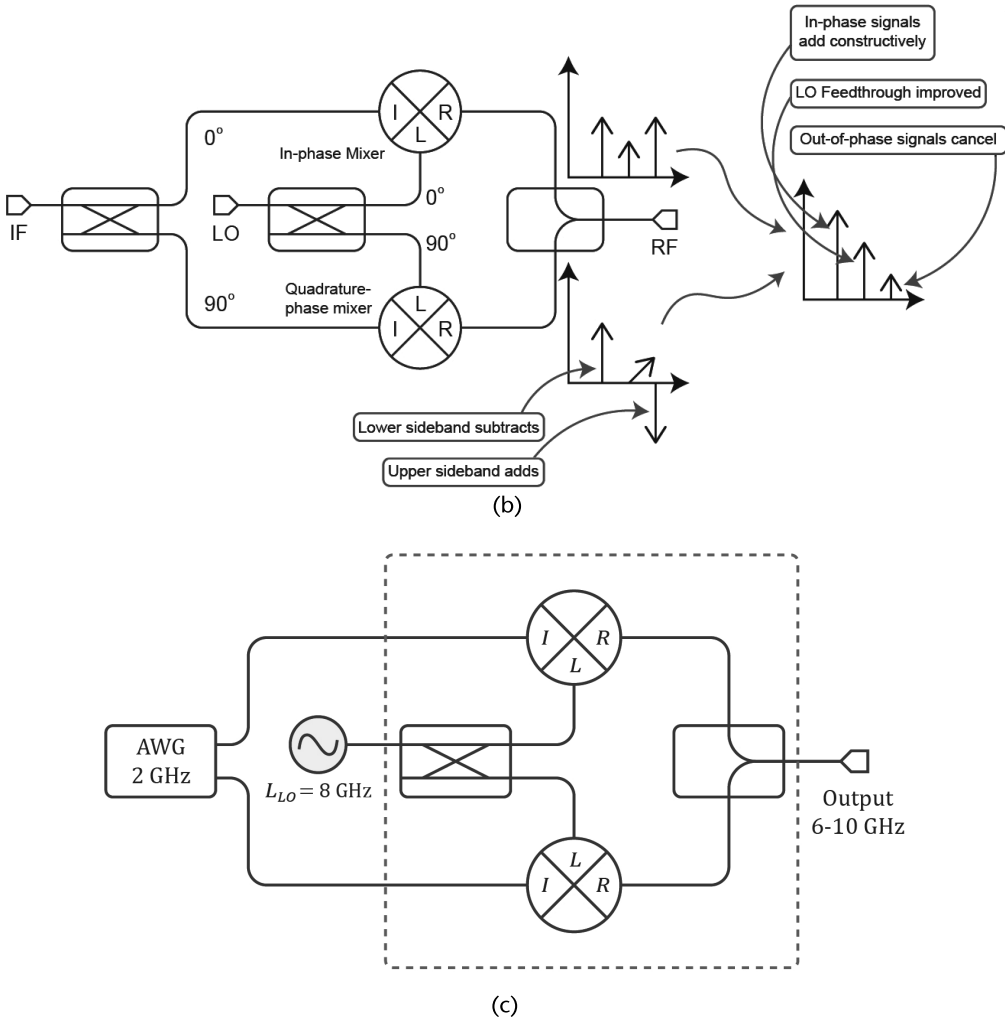 In-phase signals
add constructively
LO Feedthrough improved
Out-of-phase signals cancel
I
R
L
0°
In-phase Mixer
IF
LO
0°
90°
RF
90°
Quadrature-
phase mixer
L
I
R
Lower sideband subtracts
Upper sideband adds
(b)
I
R
L
AWG
2 GHz
L_LO = 8 GHz
Output
6-10 GHz
L
I
R
(c)